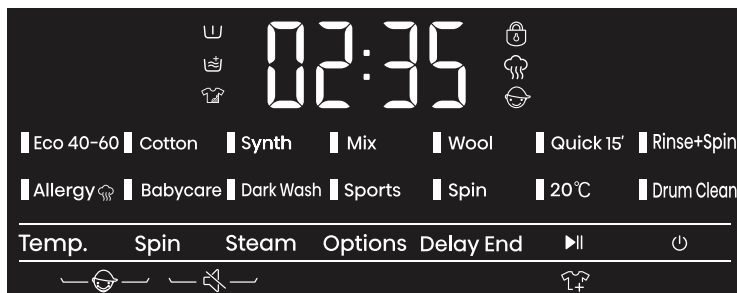 02:35
Eco 40-60 Cotton Synth Mix Wool Quick 15' Rinse+Spin
Allergy Babycare Dark Wash Sports Spin 20℃ Drum Clean
Temp. Spin Steam Options Delay End